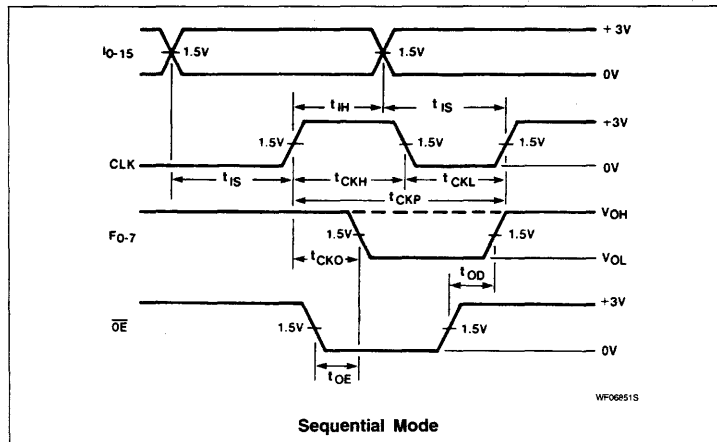 +3V
I0-15 1.5V 1.5V
0V
tIH tIS
+3V
1.5V 1.5V 1.5V
CLK 0V
tIS tCKH tCKL
tCKP
VOH
F0-7 1.5V 1.5V
tCKO VOL
tOD
+3V
OE 1.5V 1.5V
0V
tOE
WF06851S
Sequential Mode